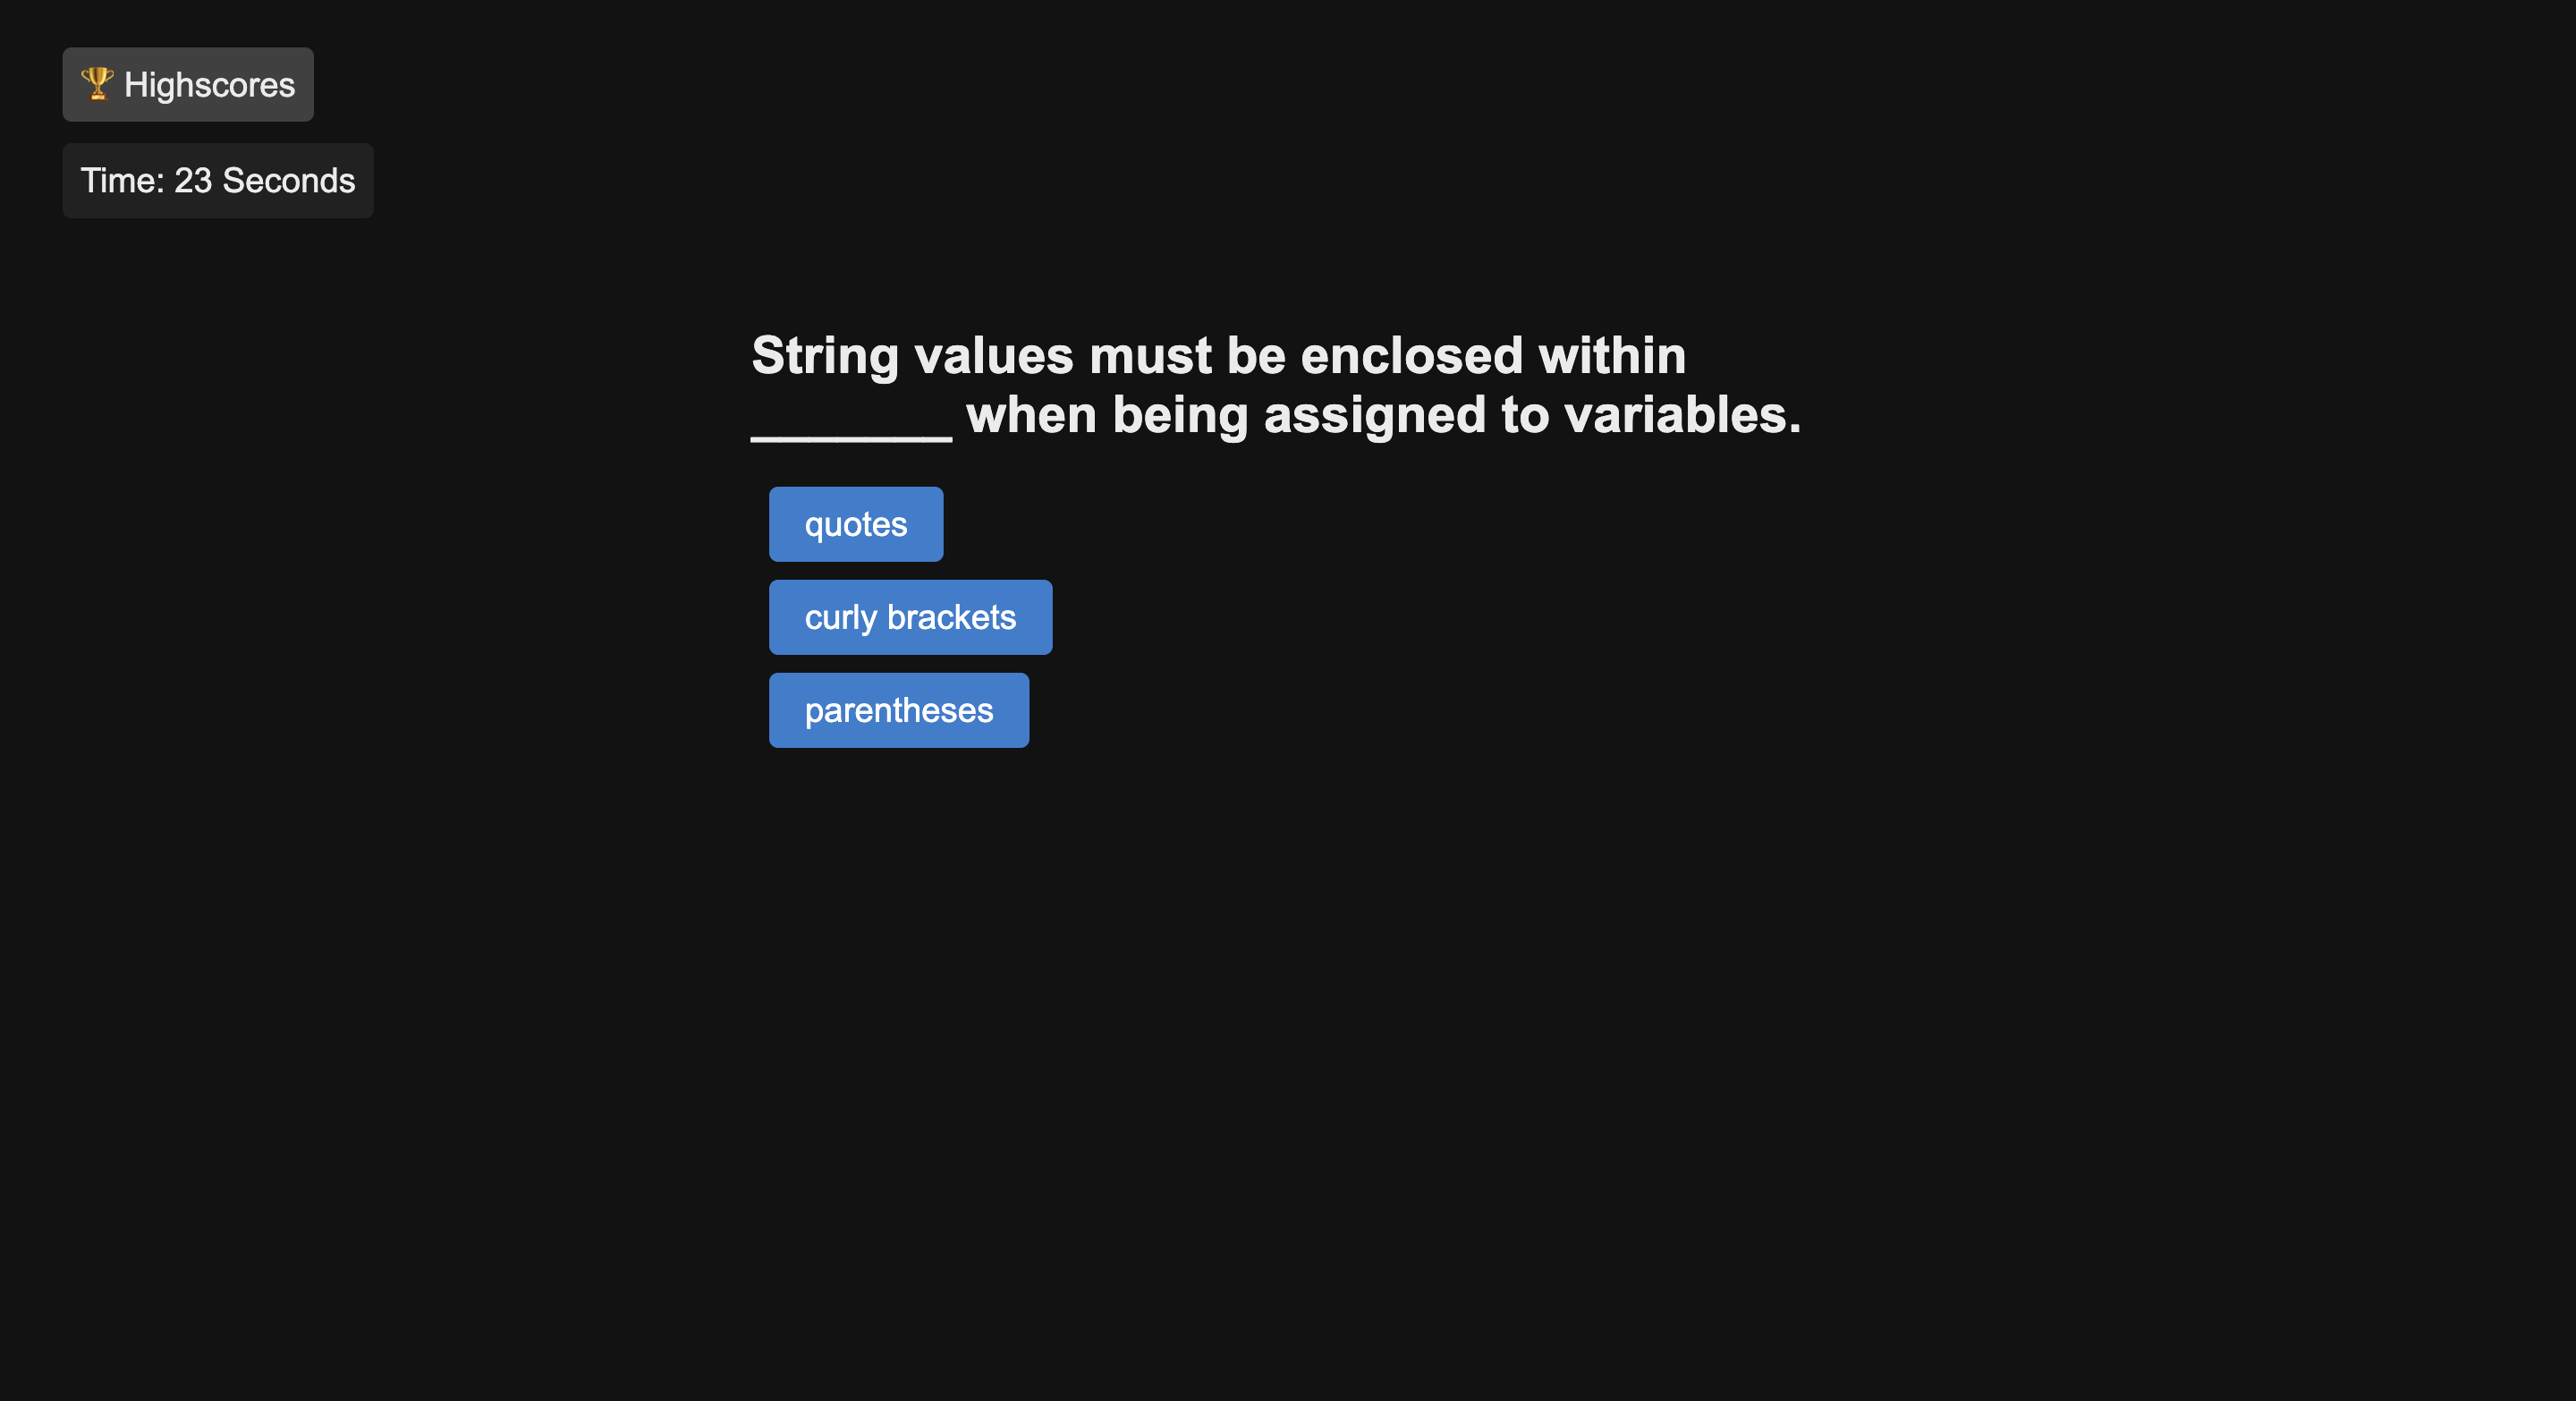 🏆 Highscores
Time: 23 Seconds
String values must be enclosed within
_______ when being assigned to variables.
quotes
curly brackets
parentheses